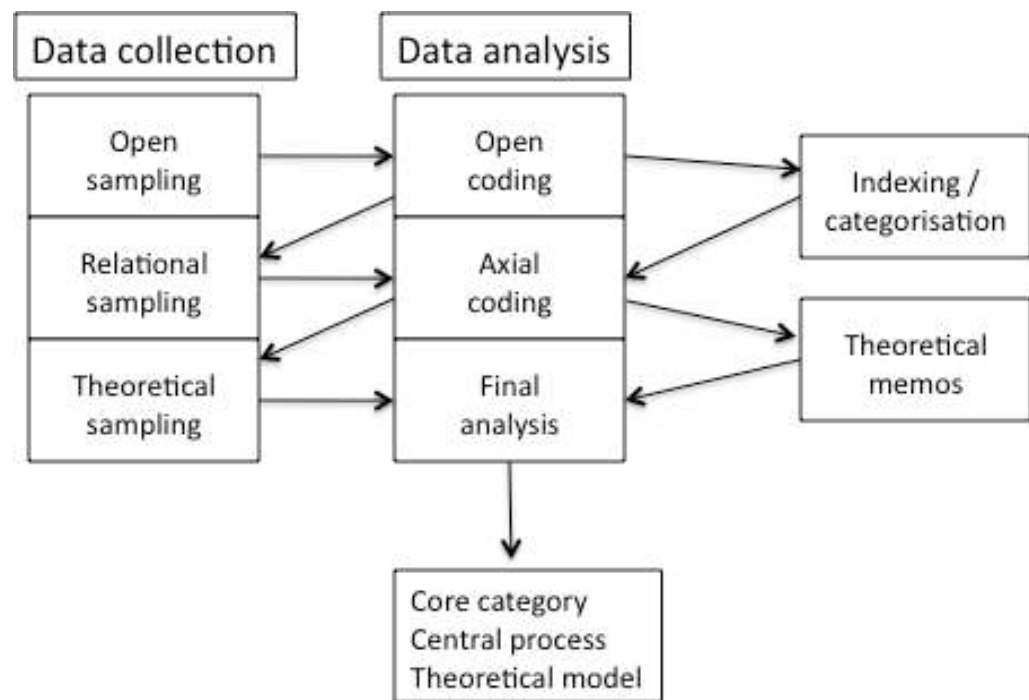 Data collection
Data analysis
Open
sampling
Open
coding
Indexing /
categorisation
Relational
sampling
Axial
coding
Theoretical
memos
Theoretical
sampling
Final
analysis
Core category
Central process
Theoretical model